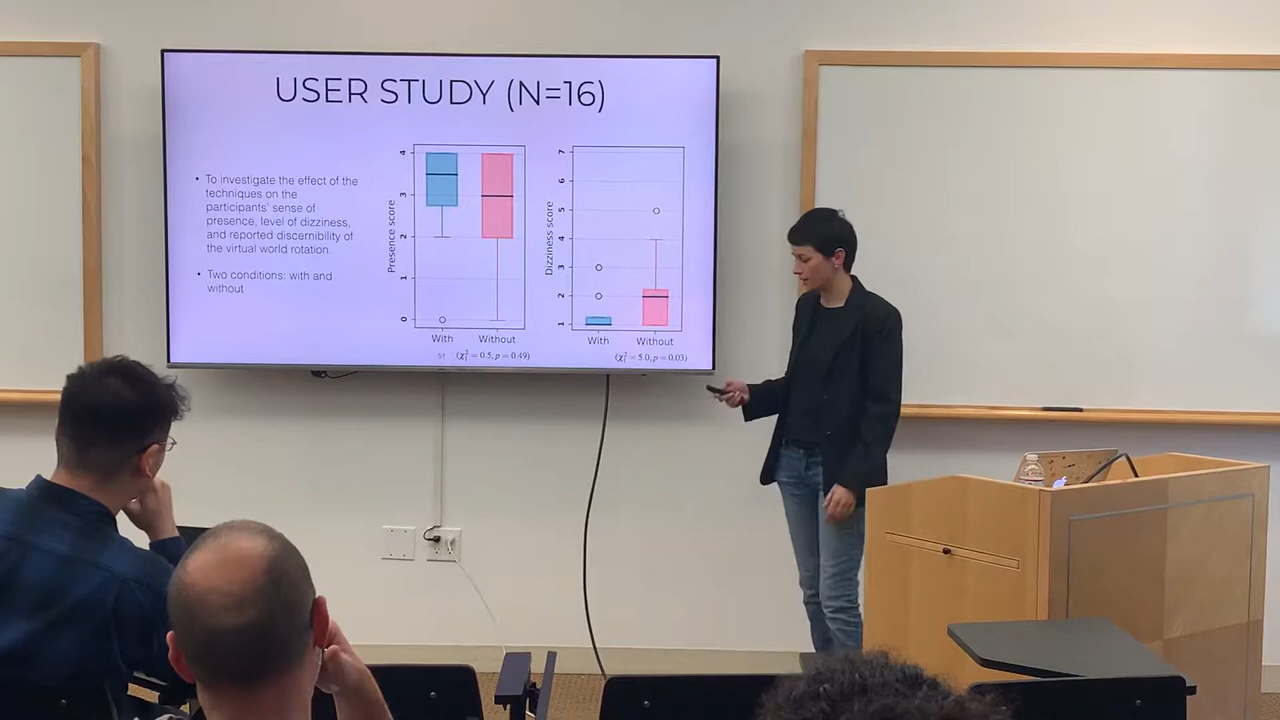 USER STUDY (N=16)
• To investigate the effect of the
techniques on the
participants' sense of
presence, level of dizziness,
and reported discernibility of
the virtual world rotation.
• Two conditions: with and
without
Presence score
4
3
2
1
0
With Without
(χ²₁ = 0.5, p = 0.49)
Dizziness score
7
6
5
4
3
2
1
With Without
(χ²₁ = 5.0, p = 0.03)
51